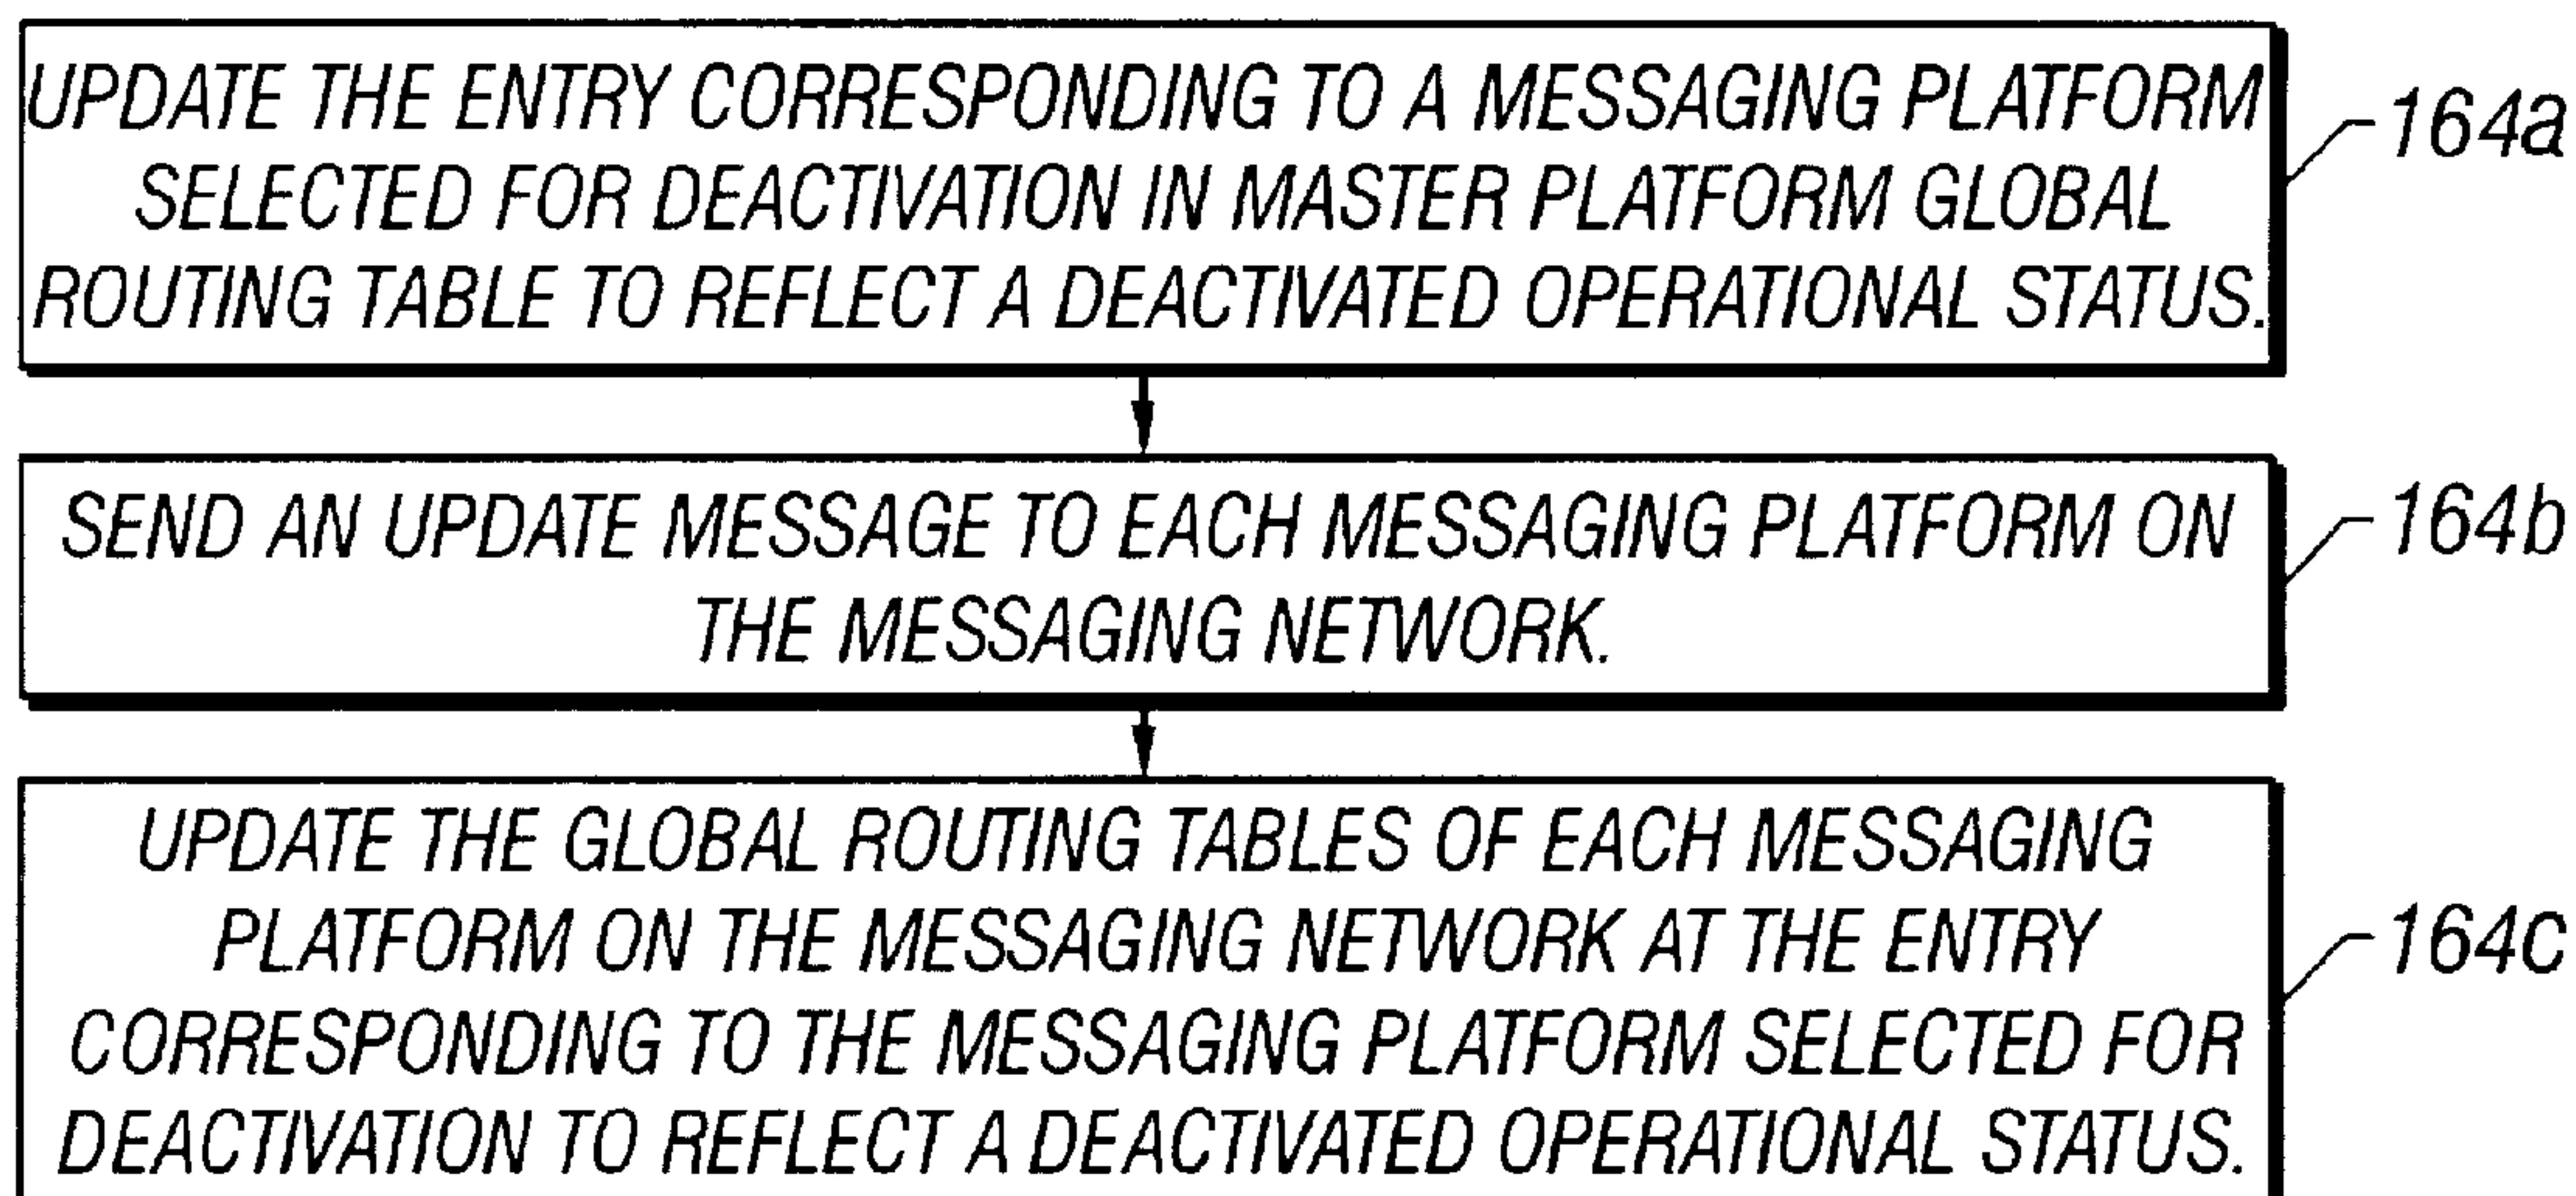 UPDATE THE ENTRY CORRESPONDING TO A MESSAGING PLATFORM
SELECTED FOR DEACTIVATION IN MASTER PLATFORM GLOBAL
ROUTING TABLE TO REFLECT A DEACTIVATED OPERATIONAL STATUS.
164a
SEND AN UPDATE MESSAGE TO EACH MESSAGING PLATFORM ON
THE MESSAGING NETWORK.
164b
UPDATE THE GLOBAL ROUTING TABLES OF EACH MESSAGING
PLATFORM ON THE MESSAGING NETWORK AT THE ENTRY
CORRESPONDING TO THE MESSAGING PLATFORM SELECTED FOR
DEACTIVATION TO REFLECT A DEACTIVATED OPERATIONAL STATUS.
164c